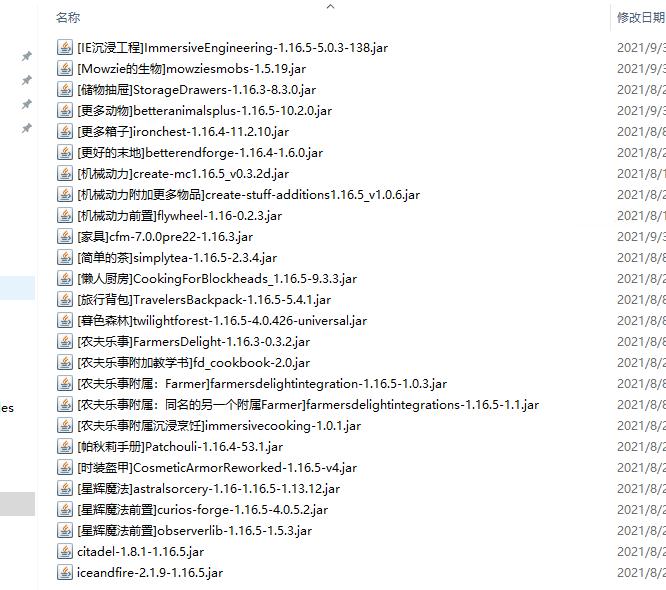 名称 修改日期
[IE沉浸工程]ImmersiveEngineering-1.16.5-5.0.3-138.jar 2021/9/3
[Mowzie的生物]mowziesmobs-1.5.19.jar 2021/9/3
[储物抽屉]StorageDrawers-1.16.3-8.3.0.jar 2021/8/2
[更多动物]betteranimalsplus-1.16.5-10.2.0.jar 2021/9/3
[更多箱子]ironchest-1.16.4-11.2.10.jar 2021/8/8
[更好的末地]betterendforge-1.16.4-1.6.0.jar 2021/8/2
[机械动力]create-mc1.16.5_v0.3.2d.jar 2021/8/1
[机械动力附加更多物品]create-stuff-additions1.16.5_v1.0.6.jar 2021/8/2
[机械动力前置]flywheel-1.16-0.2.3.jar 2021/8/1
[家具]cfm-7.0.0pre22-1.16.3.jar 2021/9/3
[简单的茶]simplytea-1.16.5-2.3.4.jar 2021/8/8
[懒人厨房]CookingForBlockheads_1.16.5-9.3.3.jar 2021/8/2
[旅行背包]TravelersBackpack-1.16.5-5.4.1.jar 2021/8/8
[暮色森林]twilightforest-1.16.5-4.0.426-universal.jar 2021/8/8
[农夫乐事]FarmersDelight-1.16.3-0.3.2.jar 2021/8/8
[农夫乐事附加教学书]fd_cookbook-2.0.jar 2021/8/2
[农夫乐事附属：Farmer]farmersdelightintegration-1.16.5-1.0.3.jar 2021/8/8
[农夫乐事附属：同名的另一个附属Farmer]farmersdelightintegrations-1.16.5-1.1.jar 2021/8/8
[农夫乐事附属沉浸烹饪]immersivecooking-1.0.1.jar 2021/8/2
[帕秋莉手册]Patchouli-1.16.4-53.1.jar 2021/8/2
[时装盔甲]CosmeticArmorReworked-1.16.5-v4.jar 2021/8/2
[星辉魔法]astralsorcery-1.16-1.16.5-1.13.12.jar 2021/8/2
[星辉魔法前置]curios-forge-1.16.5-4.0.5.2.jar 2021/8/2
[星辉魔法前置]observerlib-1.16.5-1.5.3.jar 2021/8/2
citadel-1.8.1-1.16.5.jar 2021/8/2
iceandfire-2.1.9-1.16.5.jar 2021/8/2